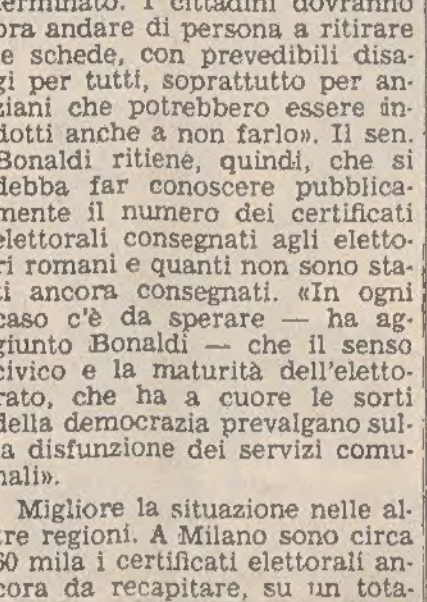 terminato. I cittadini dovranno
ora andare di persona a ritirare
le schede, con prevedibili disa-
gi per tutti, soprattutto per an-
ziani che potrebbero essere in-
dotti anche a non farlo». Il sen.
Bonaldi ritiene, quindi, che si
debba far conoscere pubblica-
mente il numero dei certificati
elettorali consegnati agli eletto-
ri romani e quanti non sono sta-
ti ancora consegnati. «In ogni
caso c'è da sperare — ha ag-
giunto Bonaldi — che il senso
civico e la maturità dell'eletto-
rato, che ha a cuore le sorti
della democrazia prevalgano sul-
la disfunzione dei servizi comu-
nali».
Migliore la situazione nelle al-
tre regioni. A Milano sono circa
60 mila i certificati elettorali an-
cora da recapitare, su un tota-